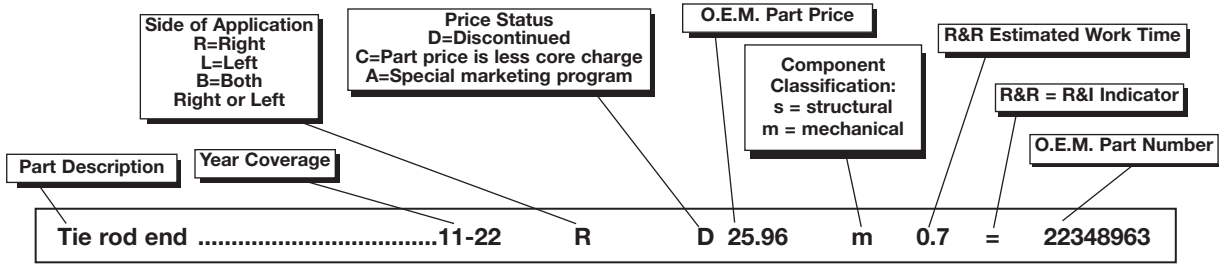 Side of Application
R=Right
L=Left
B=Both
Right or Left
Price Status
D=Discontinued
C=Part price is less core charge
A=Special marketing program
O.E.M. Part Price
Component
Classification:
s = structural
m = mechanical
R&R Estimated Work Time
R&R = R&I Indicator
O.E.M. Part Number
Part Description
Year Coverage
Tie rod end ....................................11-22 R D 25.96 m 0.7 = 22348963